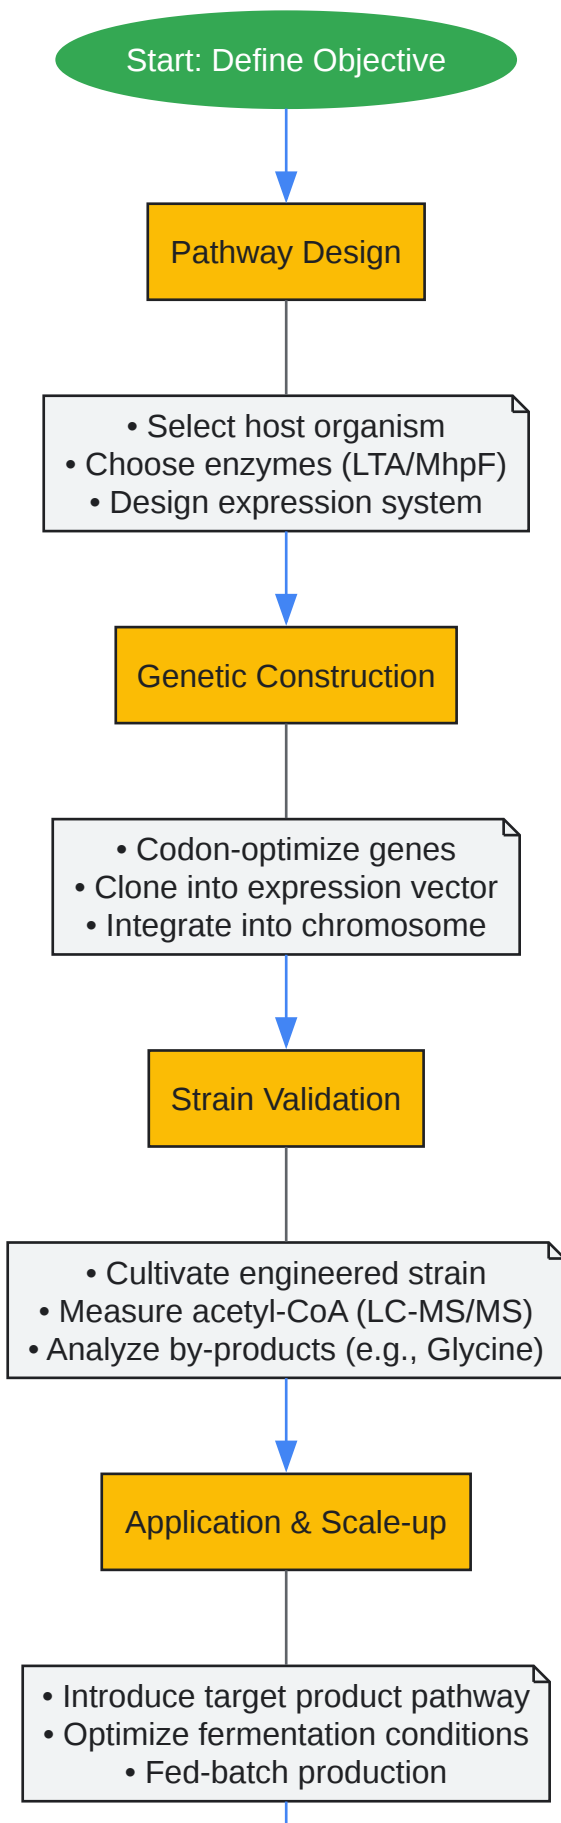 Start: Define Objective
Pathway Design
• Select host organism
• Choose enzymes (LTA/MhpF)
• Design expression system
Genetic Construction
• Codon-optimize genes
• Clone into expression vector
• Integrate into chromosome
Strain Validation
• Cultivate engineered strain
• Measure acetyl-CoA (LC-MS/MS)
• Analyze by-products (e.g., Glycine)
Application & Scale-up
• Introduce target product pathway
• Optimize fermentation conditions
• Fed-batch production